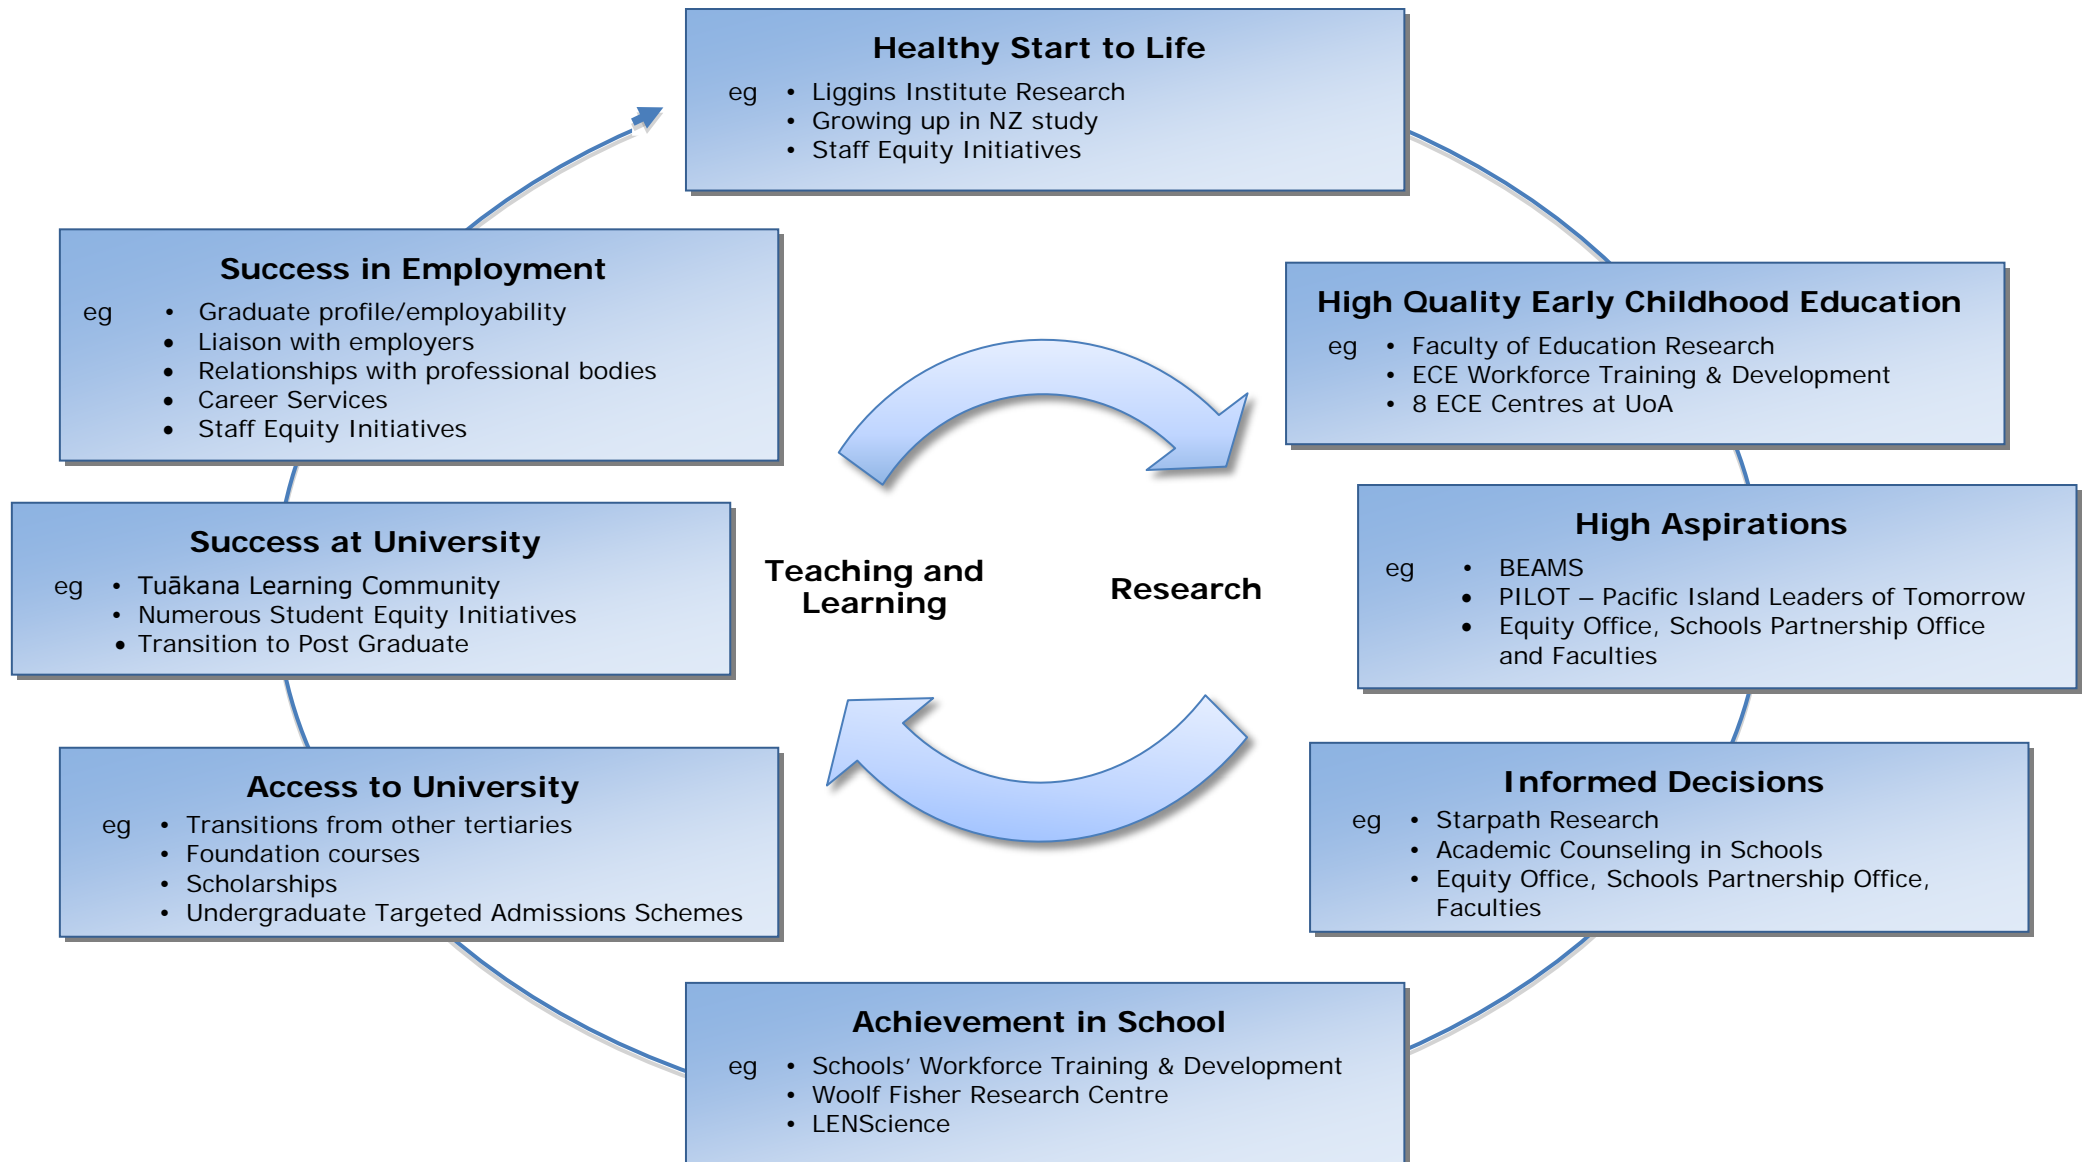 Healthy Start to Life
eg • Liggins Institute Research
• Growing up in NZ study
• Staff Equity Initiatives
High Quality Early Childhood Education
eg • Faculty of Education Research
• ECE Workforce Training & Development
• 8 ECE Centres at UoA
High Aspirations
eg • BEAMS
• PILOT – Pacific Island Leaders of Tomorrow
• Equity Office, Schools Partnership Office
and Faculties
Informed Decisions
eg • Starpath Research
• Academic Counseling in Schools
• Equity Office, Schools Partnership Office,
Faculties
Achievement in School
eg • Schools’ Workforce Training & Development
• Woolf Fisher Research Centre
• LENScience
Access to University
eg • Transitions from other tertiaries
• Foundation courses
• Scholarships
• Undergraduate Targeted Admissions Schemes
Success at University
eg • Tuākana Learning Community
• Numerous Student Equity Initiatives
• Transition to Post Graduate
Success in Employment
eg • Graduate profile/employability
• Liaison with employers
• Relationships with professional bodies
• Career Services
• Staff Equity Initiatives
Teaching and
Learning
Research